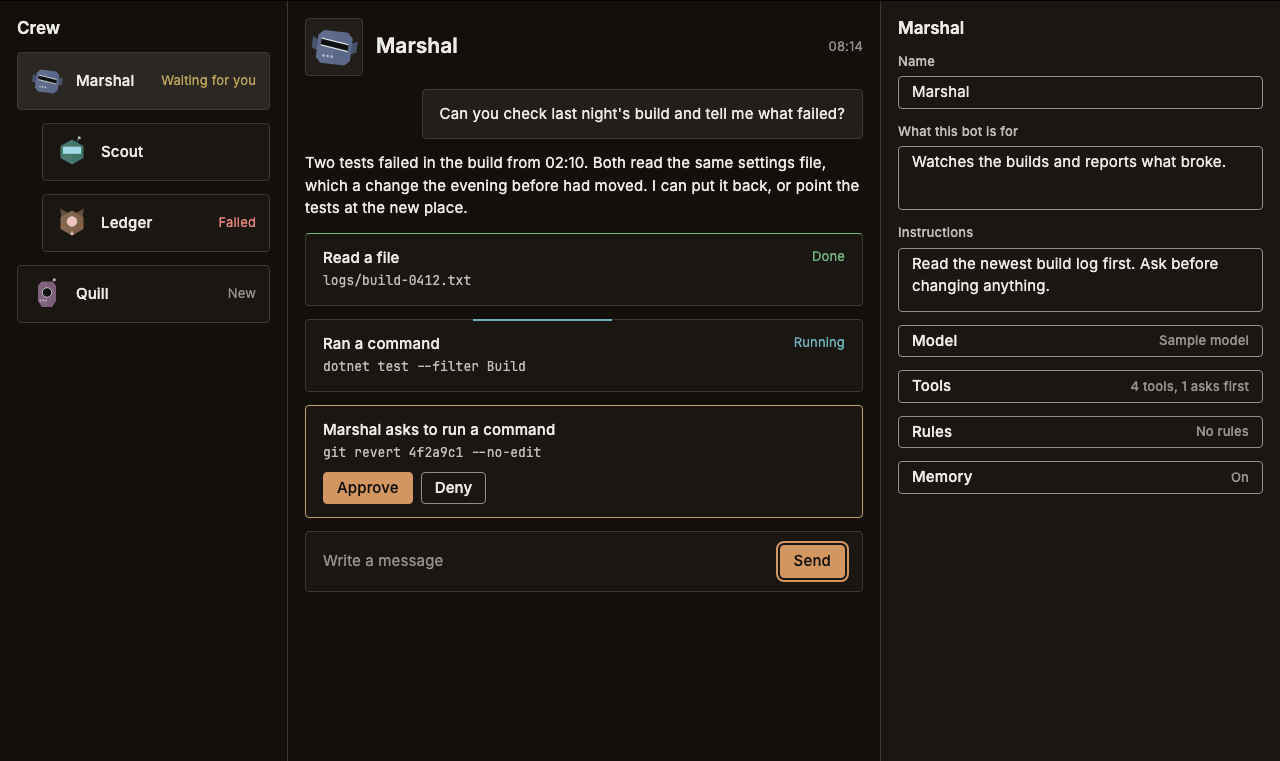 Crew
Marshal
Waiting for you
Scout
Ledger
Failed
Quill
New
Marshal
08:14
Can you check last night's build and tell me what failed?
Two tests failed in the build from 02:10. Both read the same settings file,
which a change the evening before had moved. I can put it back, or point the
tests at the new place.
Read a file
Done
logs/build-0412.txt
Ran a command
Running
dotnet test --filter Build
Marshal asks to run a command
git revert 4f2a9c1 --no-edit
Approve
Deny
Write a message
Send
Marshal
Name
Marshal
What this bot is for
Watches the builds and reports what broke.
Instructions
Read the newest build log first. Ask before
changing anything.
Model
Sample model
Tools
4 tools, 1 asks first
Rules
No rules
Memory
On